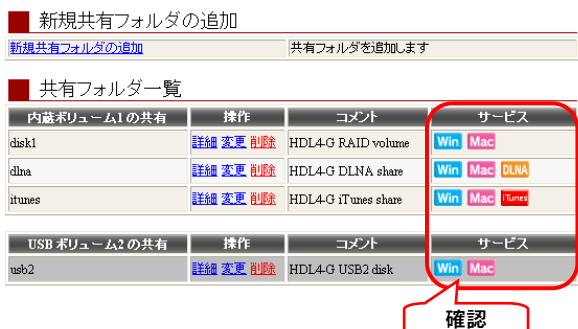 新規共有フォルダの追加
新規共有フォルダの追加 共有フォルダを追加します
共有フォルダ一覧
内蔵ボリューム1の共有 操作 コメント サービス
disk1 詳細 変更 削除 HDL4-G RAID volume Win Mac
dlna 詳細 変更 削除 HDL4-G DLNA share Win Mac DLNA
itunes 詳細 変更 削除 HDL4-G iTunes share Win Mac iTunes
USB ボリューム2の共有 操作 コメント サービス
usb2 詳細 変更 削除 HDL4-G USB2 disk Win Mac
確認